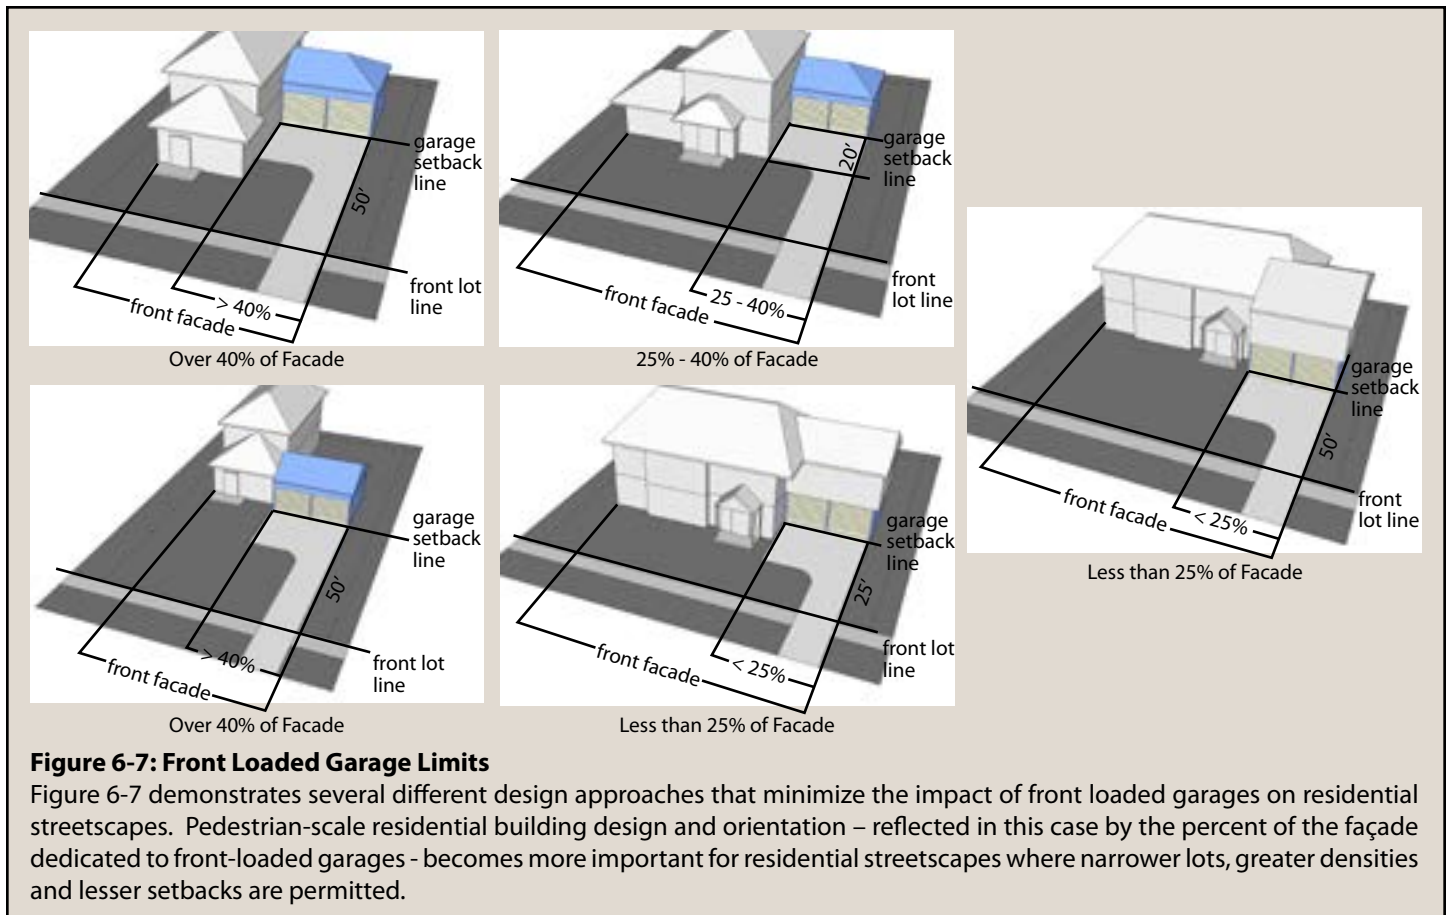 garage
setback
line
50’
front lot
line
> 40%
front facade
Over 40% of Facade
garage
setback
line
20’
front
lot line
25 - 40%
front facade
25% - 40% of Facade
garage
setback
line
50’
front
lot line
< 25%
front facade
Less than 25% of Facade
garage
setback
line
50’
front lot
line
> 40%
front facade
Over 40% of Facade
garage
setback
line
25’
front lot
line
< 25%
front facade
Less than 25% of Facade
Figure 6-7: Front Loaded Garage Limits
Figure 6-7 demonstrates several different design approaches that minimize the impact of front loaded garages on residential
streetscapes. Pedestrian-scale residential building design and orientation – reflected in this case by the percent of the façade
dedicated to front-loaded garages - becomes more important for residential streetscapes where narrower lots, greater densities
and lesser setbacks are permitted.